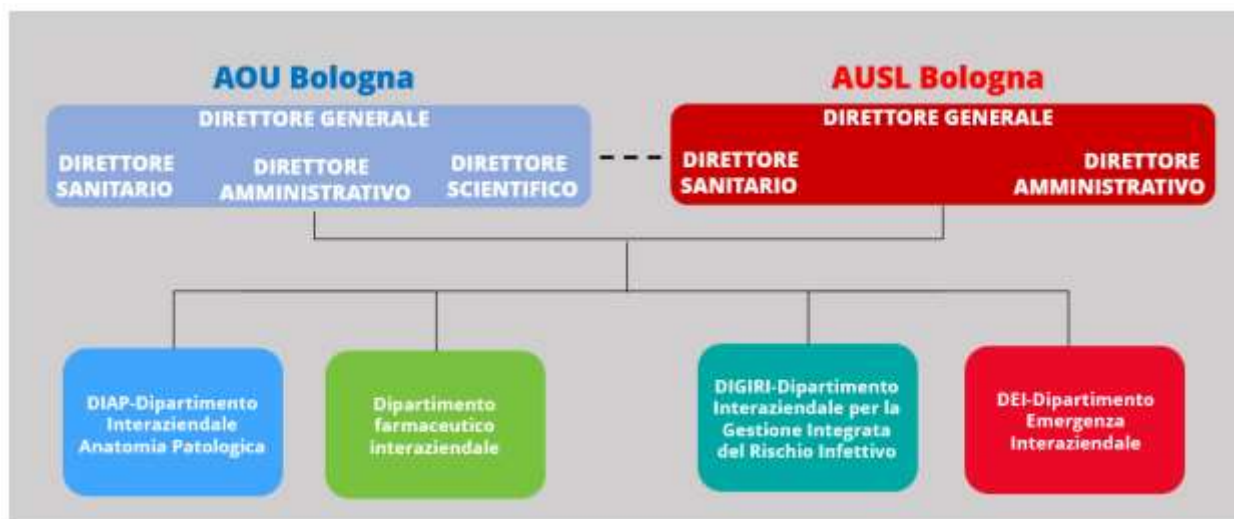 AOU Bologna
AUSL Bologna
DIRETTORE GENERALE
DIRETTORE
SANITARIO
DIRETTORE
AMMINISTRATIVO
DIRETTORE
SCIENTIFICO
DIRETTORE GENERALE
DIRETTORE
SANITARIO
DIRETTORE
AMMINISTRATIVO
DIAP-Dipartimento
Interaziendale
Anatomia Patologica
Dipartimento
farmaceutico
interaziendale
DIGIRI-Dipartimento
Interaziendale per la
Gestione Integrata
del Rischio Infettivo
DEI-Dipartimento
Emergenza
Interaziendale